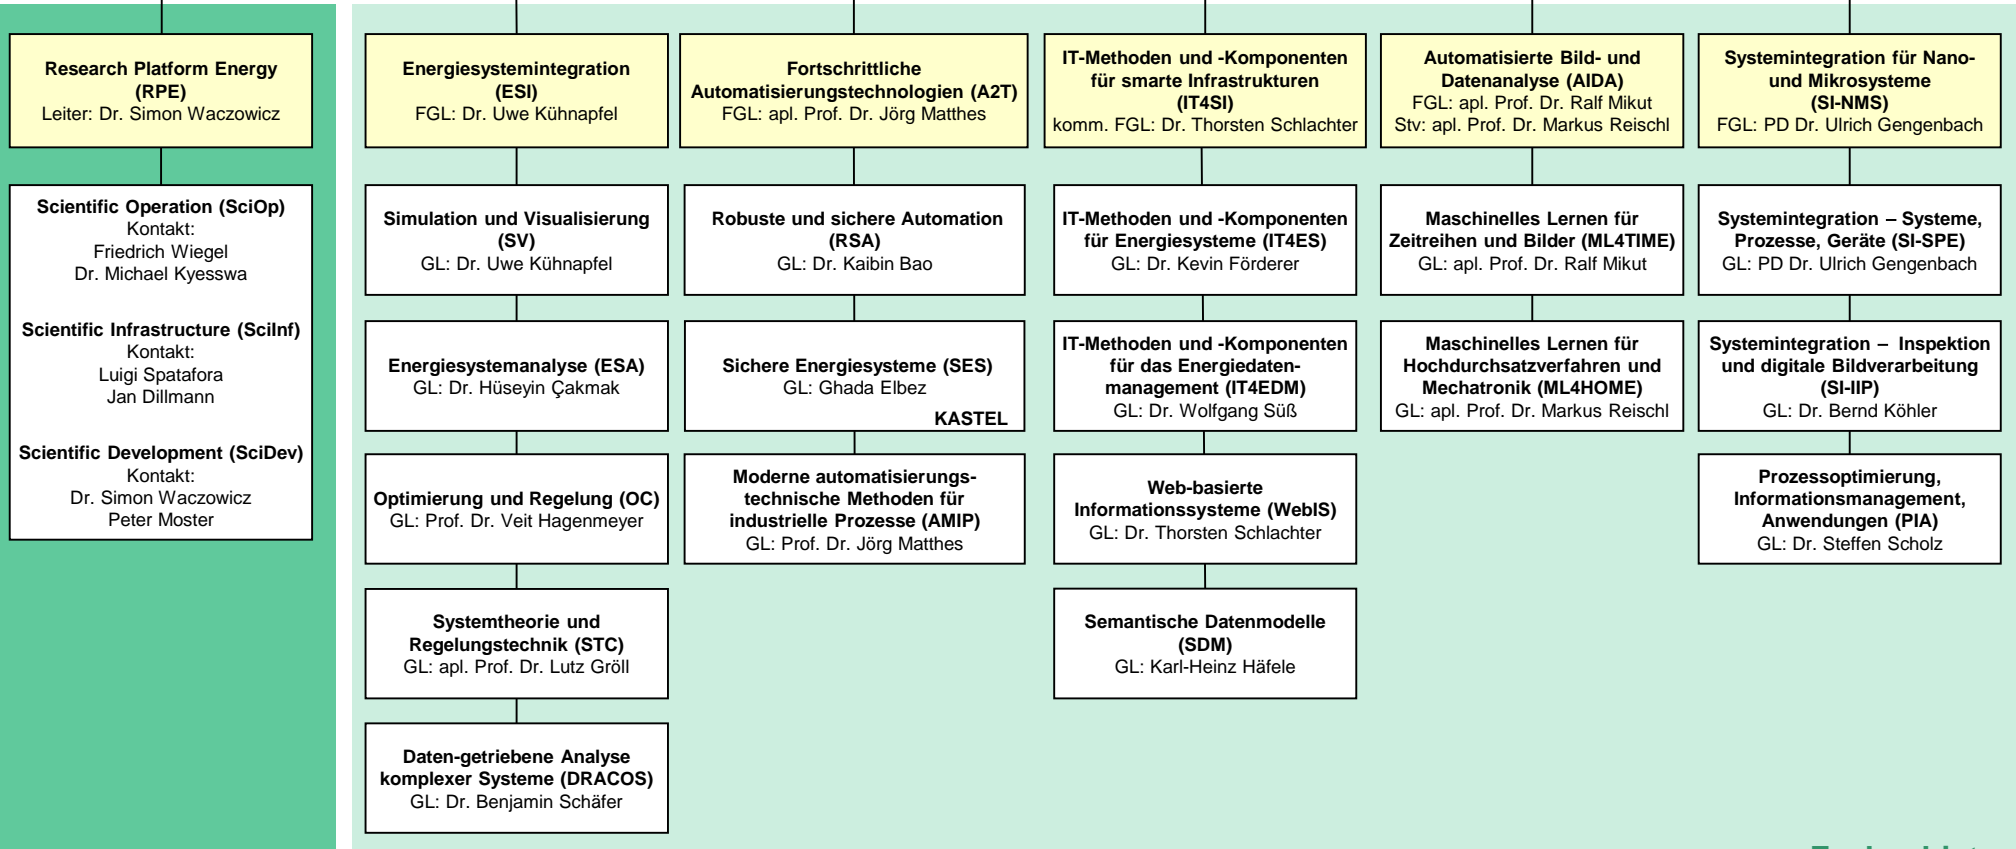 Research Platform Energy
(RPE)
Leiter: Dr. Simon Waczowicz
Scientific Operation (SciOp)
Kontakt:
Friedrich Wiegel
Dr. Michael Kyesswa
Scientific Infrastructure (SciInf)
Kontakt:
Luigi Spatafora
Jan Dillmann
Scientific Development (SciDev)
Kontakt:
Dr. Simon Waczowicz
Peter Moster
Energiesystemintegration
(ESI)
FGL: Dr. Uwe Kühnapfel
Simulation und Visualisierung
(SV)
GL: Dr. Uwe Kühnapfel
Energiesystemanalyse (ESA)
GL: Dr. Hüseyin Çakmak
Optimierung und Regelung (OC)
GL: Prof. Dr. Veit Hagenmeyer
Systemtheorie und
Regelungstechnik (STC)
GL: apl. Prof. Dr. Lutz Gröll
Daten-getriebene Analyse
komplexer Systeme (DRACOS)
GL: Dr. Benjamin Schäfer
Fortschrittliche
Automatisierungstechnologien (A2T)
FGL: apl. Prof. Dr. Jörg Matthes
Robuste und sichere Automation
(RSA)
GL: Dr. Kaibin Bao
Sichere Energiesysteme (SES)
GL: Ghada Elbez
KASTEL
Moderne automatisierungs-
technische Methoden für
industrielle Prozesse (AMIP)
GL: Prof. Dr. Jörg Matthes
IT-Methoden und -Komponenten
für smarte Infrastrukturen
(IT4SI)
komm. FGL: Dr. Thorsten Schlachter
IT-Methoden und -Komponenten
für Energiesysteme (IT4ES)
GL: Dr. Kevin Förderer
IT-Methoden und -Komponenten
für das Energiedaten-
management (IT4EDM)
GL: Dr. Wolfgang Süß
Web-basierte
Informationssysteme (WebIS)
GL: Dr. Thorsten Schlachter
Semantische Datenmodelle
(SDM)
GL: Karl-Heinz Häfele
Automatisierte Bild- und
Datenanalyse (AIDA)
FGL: apl. Prof. Dr. Ralf Mikut
Stv: apl. Prof. Dr. Markus Reischl
Maschinelles Lernen für
Zeitreihen und Bilder (ML4TIME)
GL: apl. Prof. Dr. Ralf Mikut
Maschinelles Lernen für
Hochdurchsatzverfahren und
Mechatronik (ML4HOME)
GL: apl. Prof. Dr. Markus Reischl
Systemintegration für Nano-
und Mikrosysteme
(SI-NMS)
FGL: PD Dr. Ulrich Gengenbach
Systemintegration – Systeme,
Prozesse, Geräte (SI-SPE)
GL: PD Dr. Ulrich Gengenbach
Systemintegration – Inspektion
und digitale Bildverarbeitung
(SI-IIP)
GL: Dr. Bernd Köhler
Prozessoptimierung,
Informationsmanagement,
Anwendungen (PIA)
GL: Dr. Steffen Scholz